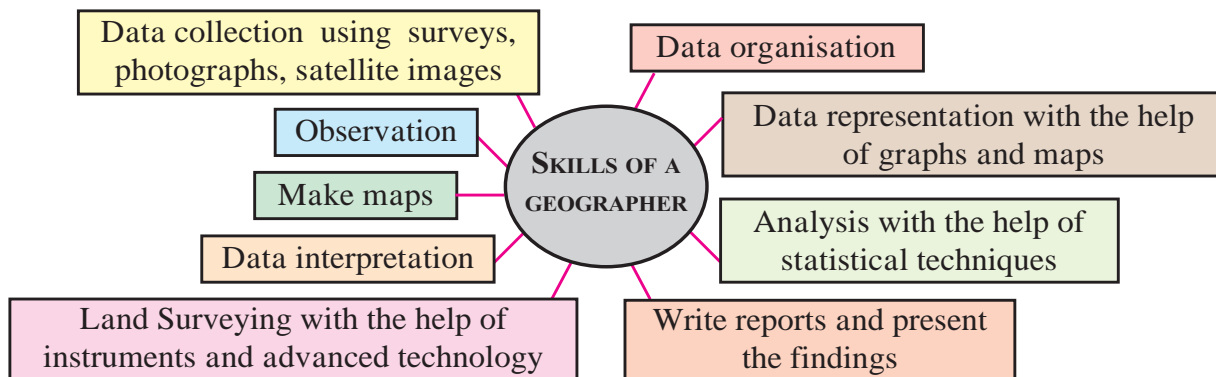 Data collection using surveys,
photographs, satellite images
Observation
Make maps
Data interpretation
Land Surveying with the help of
instruments and advanced technology
SKILLS OF A
GEOGRAPHER
Data organisation
Data representation with the help
of graphs and maps
Analysis with the help of
statistical techniques
Write reports and present
the findings